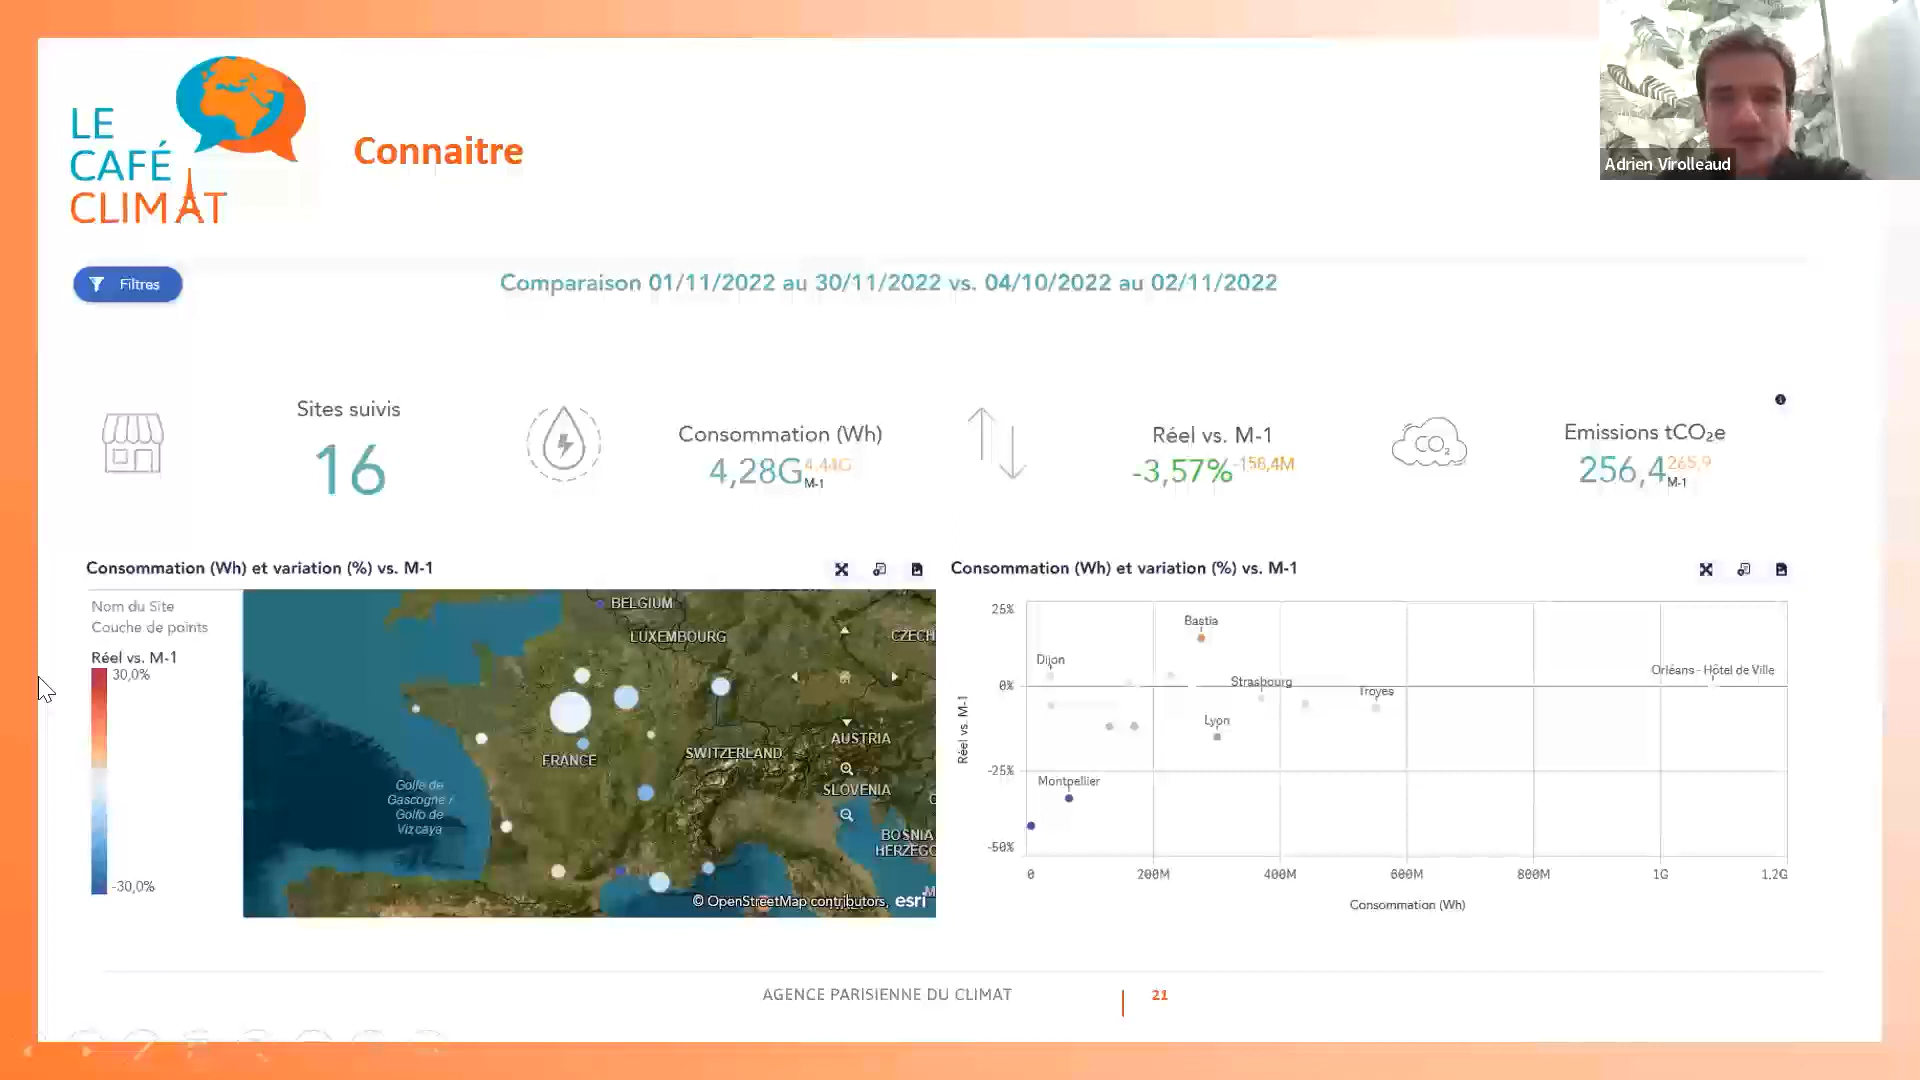 Adrien Virolleaud
LE
CAFÉ
CLIMAT
Connaitre
Filtres
Comparaison 01/11/2022 au 30/11/2022 vs. 04/10/2022 au 02/11/2022
Sites suivis
16
Consommation (Wh)
4,28G 4,44G
M-1
Réel vs. M-1
-3,57% -158,4M
CO₂
Emissions tCO₂e
256,4 265,9
M-1
Consommation (Wh) et variation (%) vs. M-1
Nom du Site
Couche de points
Réel vs. M-1
30,0%
-30,0%
BELGIUM
LUXEMBOURG
CZECH
FRANCE
SWITZERLAND
AUSTRIA
SLOVENIA
Golfe de
Gascogne /
Golfo de
Vizcaya
BOSNIA
HERZEG
© OpenStreetMap contributors, esri
Consommation (Wh) et variation (%) vs. M-1
Réel vs. M-1
25%
0%
-25%
-50%
Bastia
Dijon
Orléans - Hôtel de Ville
Strasbourg
Troyes
Lyon
Montpellier
0 200M 400M 600M 800M 1G 1.2G
Consommation (Wh)
AGENCE PARISIENNE DU CLIMAT
21